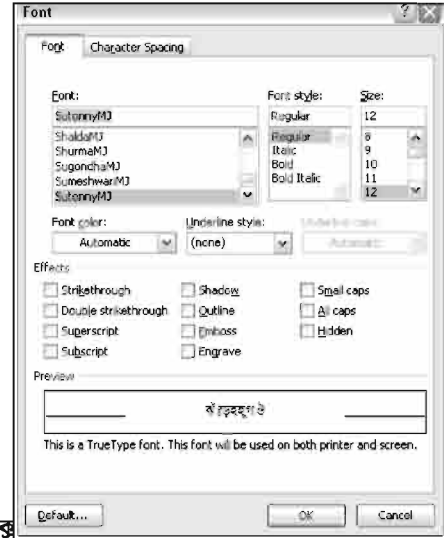 Font
Font Character Spacing
Font: Font style: Size:
SutonnyMJ Regular 12
ShaldaMJ Regular 8
ShurmaMJ Italic 9
SugondhaMJ Bold 10
SumeshwariMJ Bold Italic 11
SutonnyMJ 12
Font color: Underline style: Underline color:
Automatic (none) Automatic
Effects
Strikethrough Shadow Small caps
Double strikethrough Outline All caps
Superscript Emboss Hidden
Subscript Engrave
Preview
This is a TrueType font. This font will be used on both printer and screen.
Default... OK Cancel